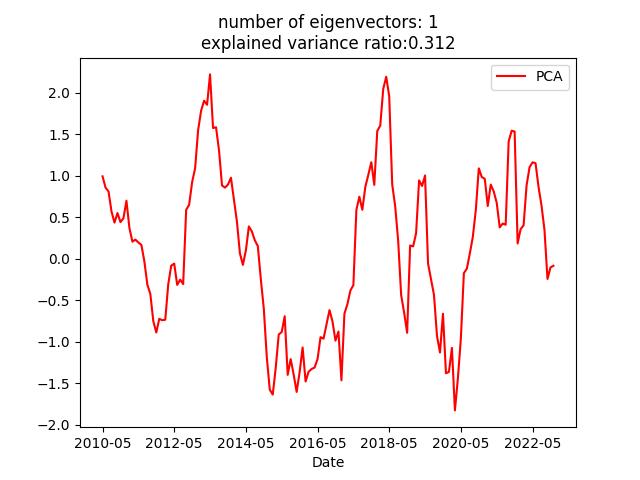 number of eigenvectors: 1
explained variance ratio:0.312
PCA
2.0
1.5
1.0
0.5
0.0
−0.5
−1.0
−1.5
−2.0
2010-05 2012-05 2014-05 2016-05 2018-05 2020-05 2022-05
Date